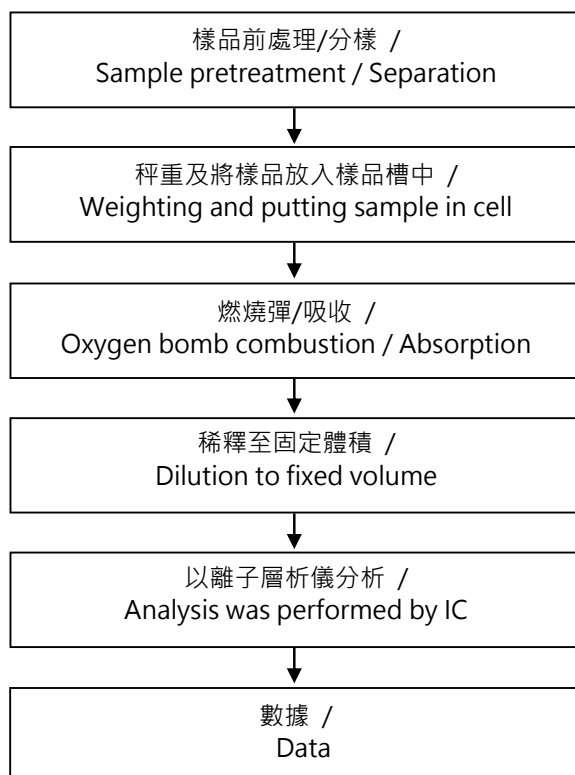 樣品前處理/分樣 /
Sample pretreatment / Separation
秤重及將樣品放入樣品槽中 /
Weighting and putting sample in cell
燃燒彈/吸收 /
Oxygen bomb combustion / Absorption
稀釋至固定體積 /
Dilution to fixed volume
以離子層析儀分析 /
Analysis was performed by IC
數據 /
Data